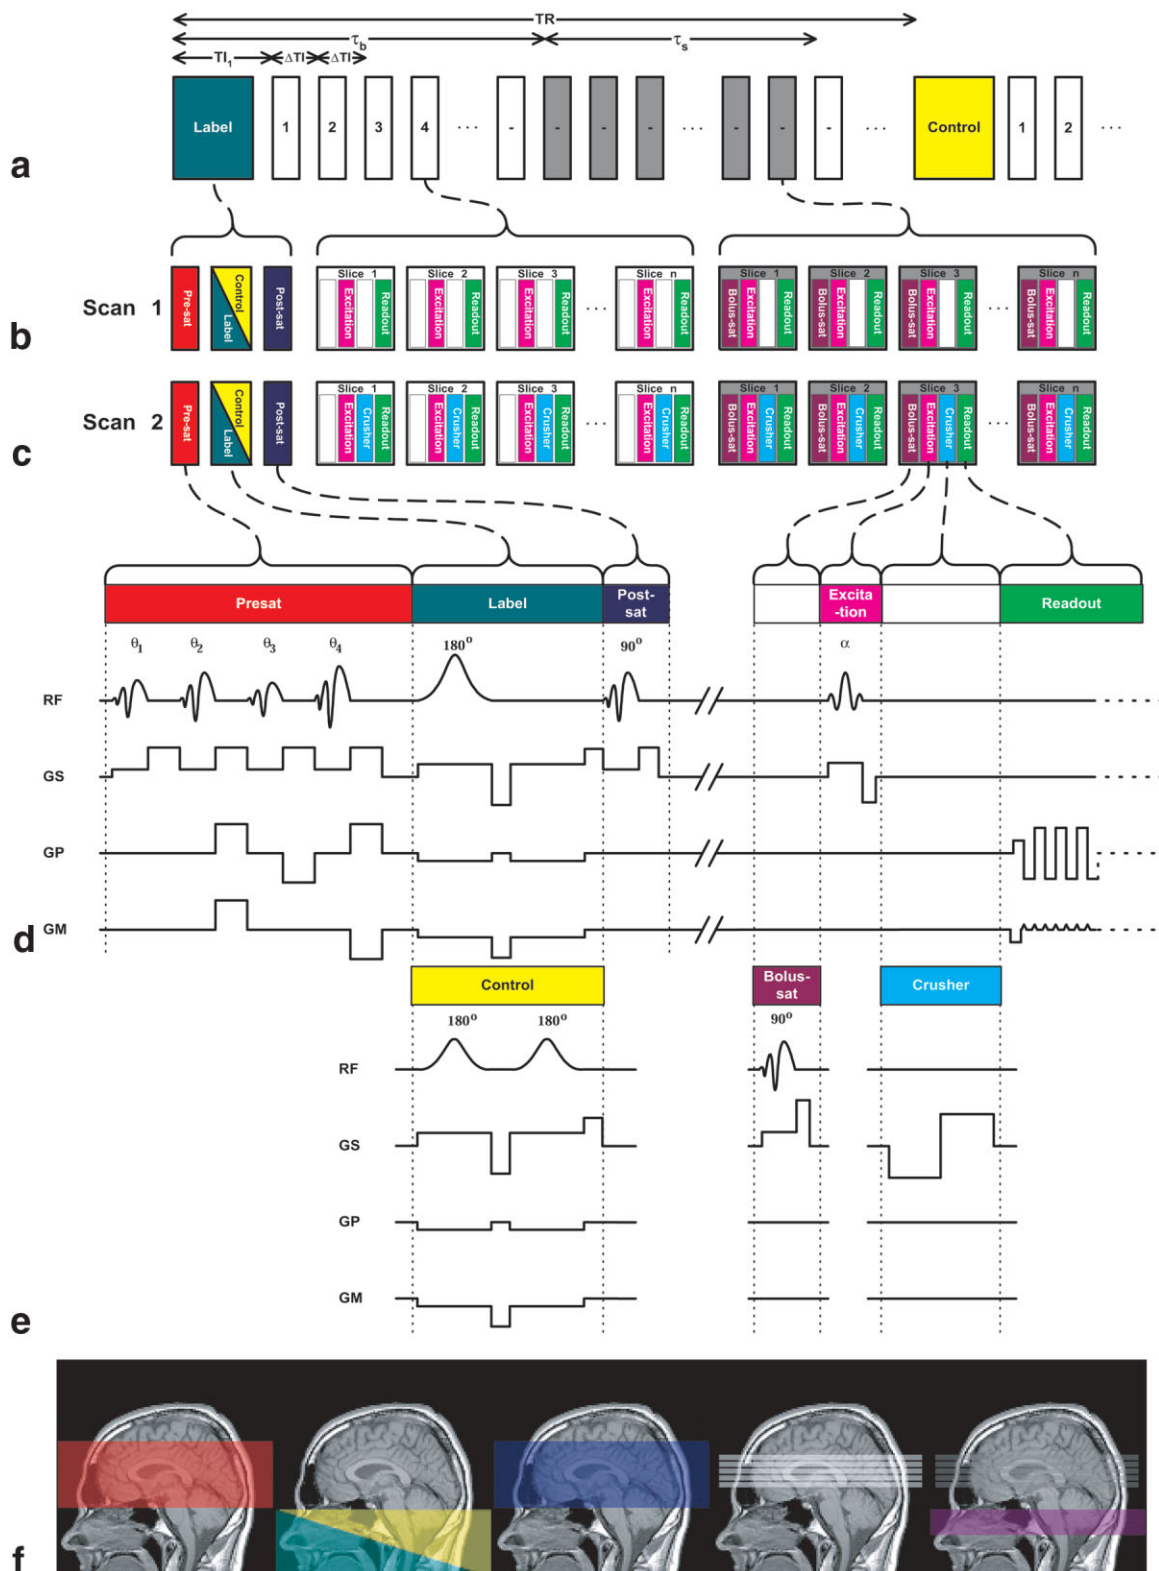 TR
τb τs
TI1 ΔTI ΔTI
Label 1 2 3 4 ... - - - - ... - - - ... Control 1 2 ...
a
Scan 1
Pre-sat Control Label Post-sat
Slice 1 Slice 2 Slice 3 ... Slice n
Excitation Readout Excitation Readout Excitation Readout Excitation Readout
Slice 1 Slice 2 Slice 3 ... Slice n
Bolus-sat Excitation Readout Bolus-sat Excitation Readout Bolus-sat Excitation Readout Bolus-sat Excitation Readout
b
Scan 2
Pre-sat Control Label Post-sat
Slice 1 Slice 2 Slice 3 ... Slice n
Excitation Crusher Readout Excitation Crusher Readout Excitation Crusher Readout Excitation Crusher Readout
Slice 1 Slice 2 Slice 3 ... Slice n
Bolus-sat Excitation Crusher Readout Bolus-sat Excitation Crusher Readout Bolus-sat Excitation Crusher Readout Bolus-sat Excitation Crusher Readout
c
Presat Label Post-sat Excita-tion Readout
θ1 θ2 θ3 θ4 180° 90° α
RF
GS
GP
GM
d
Control Bolus-sat Crusher
180° 180° 90°
RF
GS
GP
GM
e
f